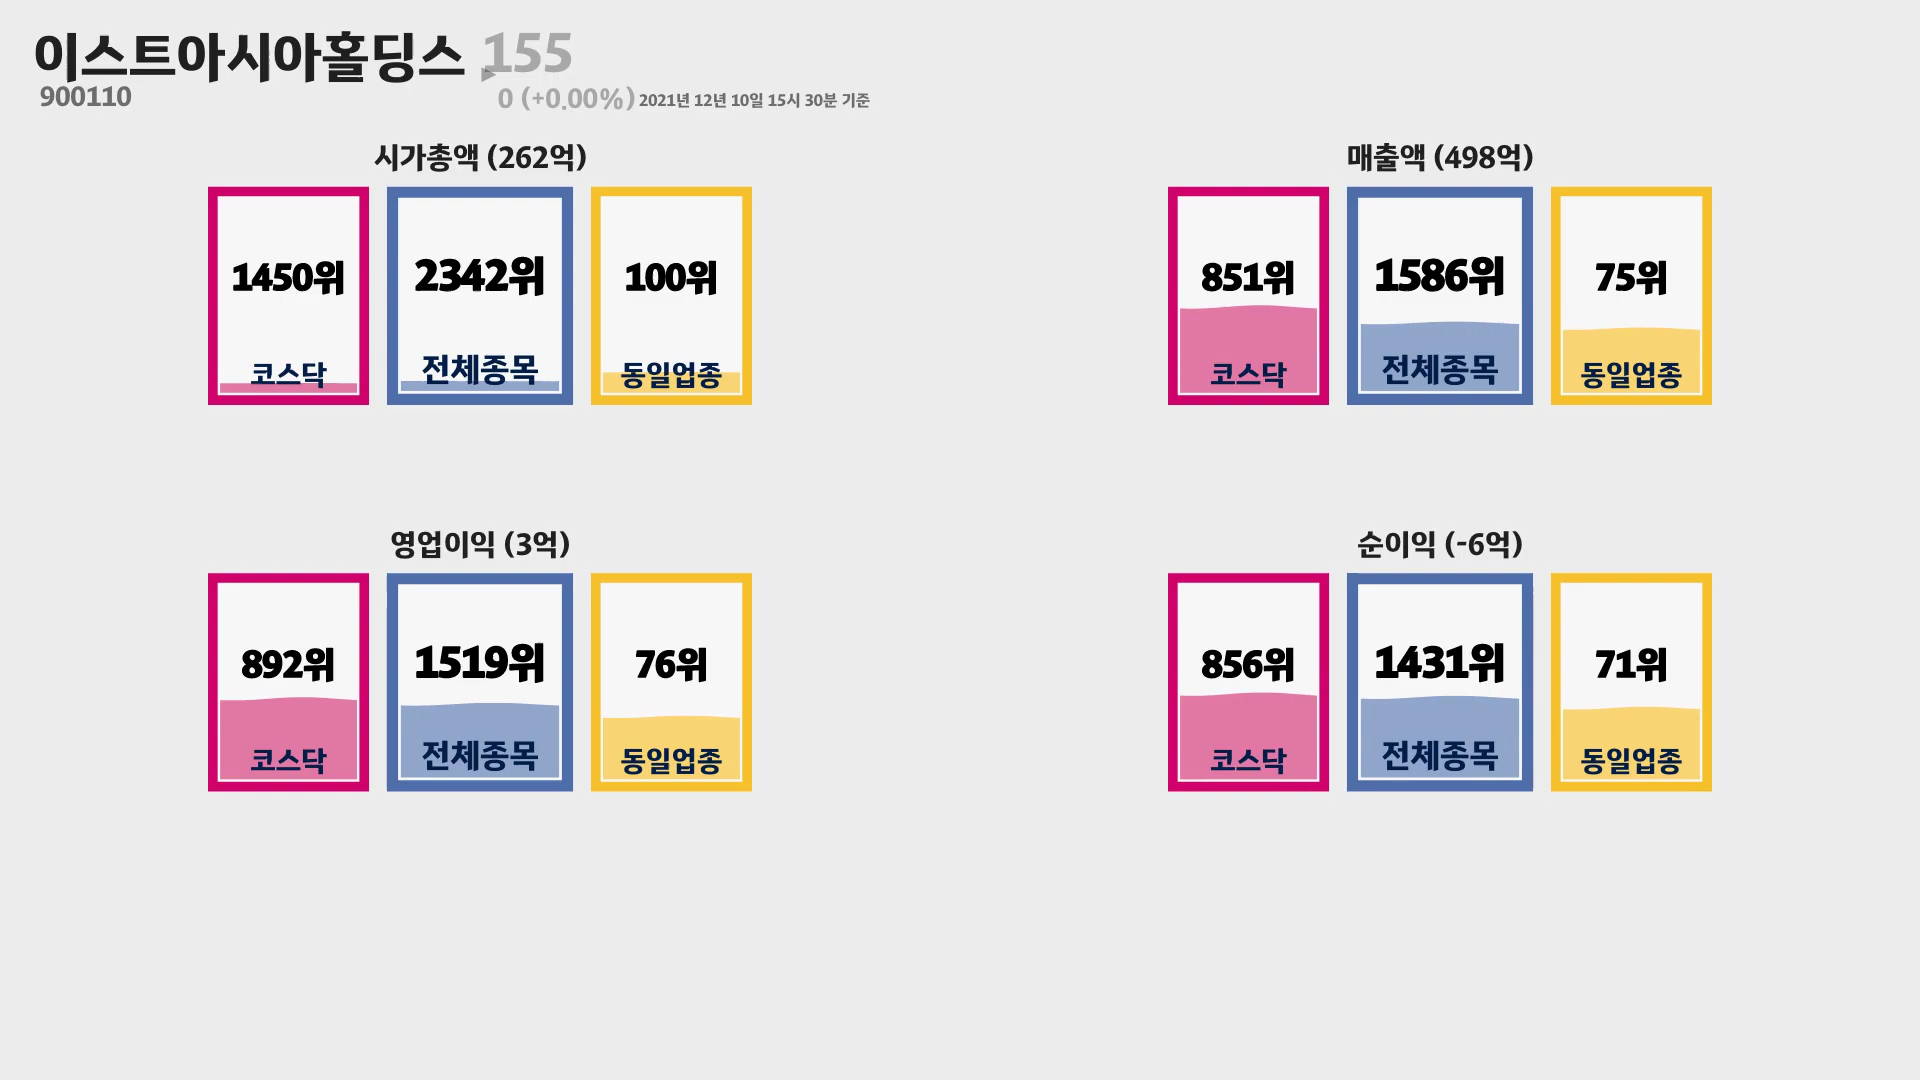 이스트아시아홀딩스 155
900110
0 (+0.00%) 2021년 12년 10일 15시 30분 기준
시가총액 (262억)
1450위 2342위 100위
코스닥 전체종목 동일업종
매출액 (498억)
851위 1586위 75위
코스닥 전체종목 동일업종
영업이익 (3억)
892위 1519위 76위
코스닥 전체종목 동일업종
순이익 (-6억)
856위 1431위 71위
코스닥 전체종목 동일업종